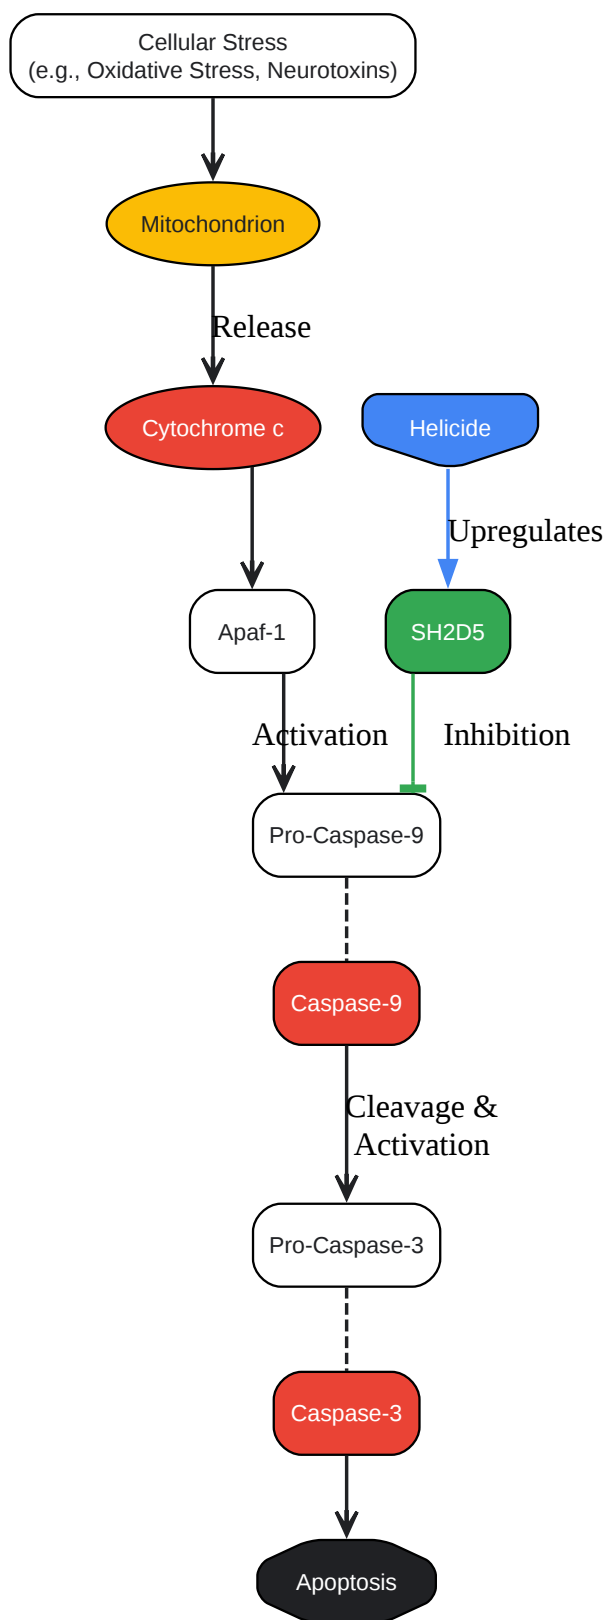 Cellular Stress
(e.g., Oxidative Stress, Neurotoxins)
Mitochondrion
Release
Cytochrome c
Helicide
Upregulates
Apaf-1
SH2D5
Activation
Inhibition
Pro-Caspase-9
Caspase-9
Cleavage &
Activation
Pro-Caspase-3
Caspase-3
Apoptosis